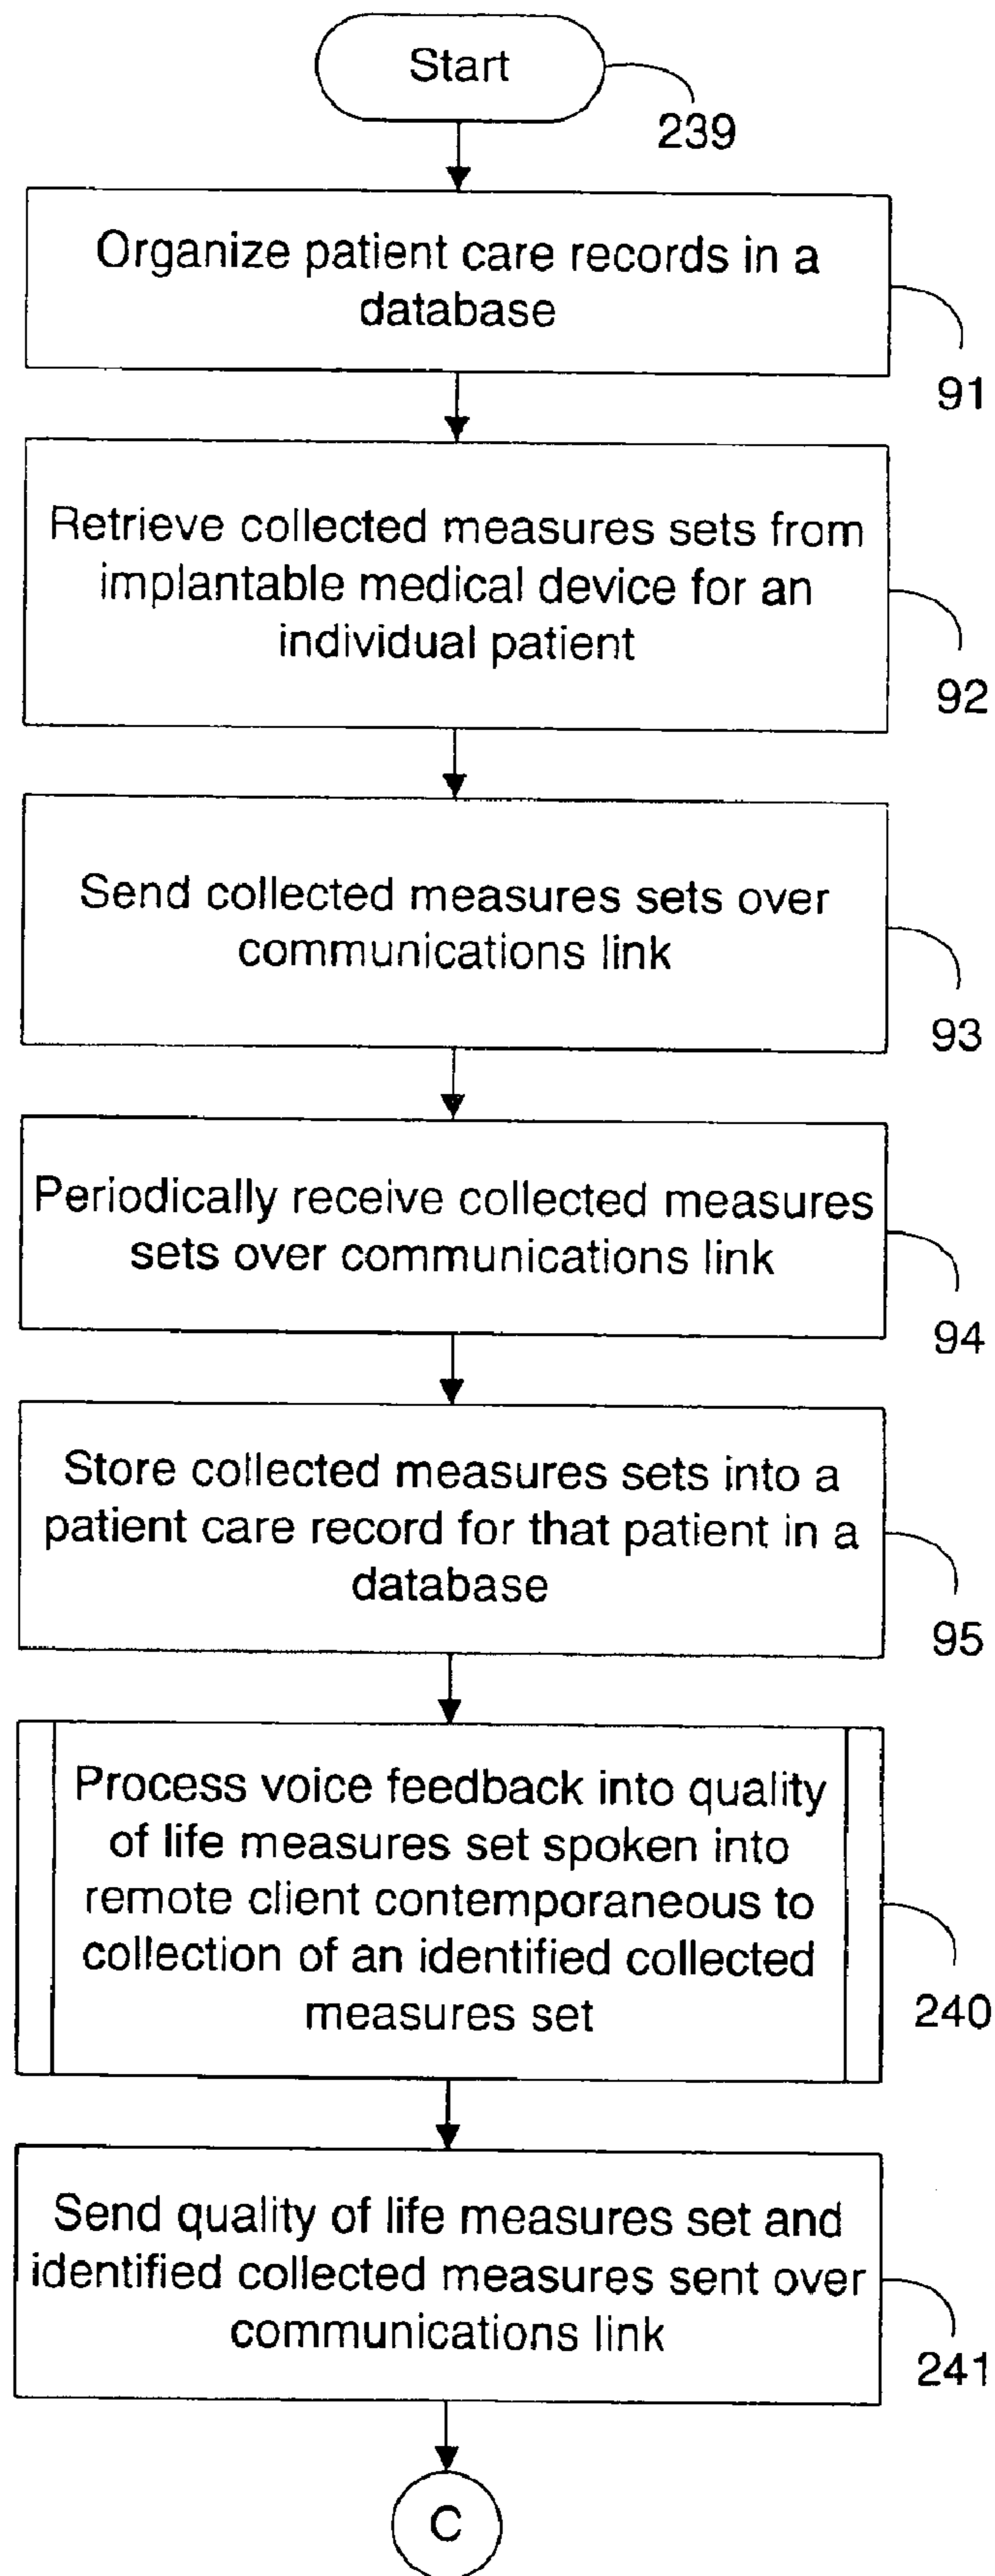 Start
239
Organize patient care records in a
database
91
Retrieve collected measures sets from
implantable medical device for an
individual patient
92
Send collected measures sets over
communications link
93
Periodically receive collected measures
sets over communications link
94
Store collected measures sets into a
patient care record for that patient in a
database
95
Process voice feedback into quality
of life measures set spoken into
remote client contemporaneous to
collection of an identified collected
measures set
240
Send quality of life measures set and
identified collected measures sent over
communications link
241
C